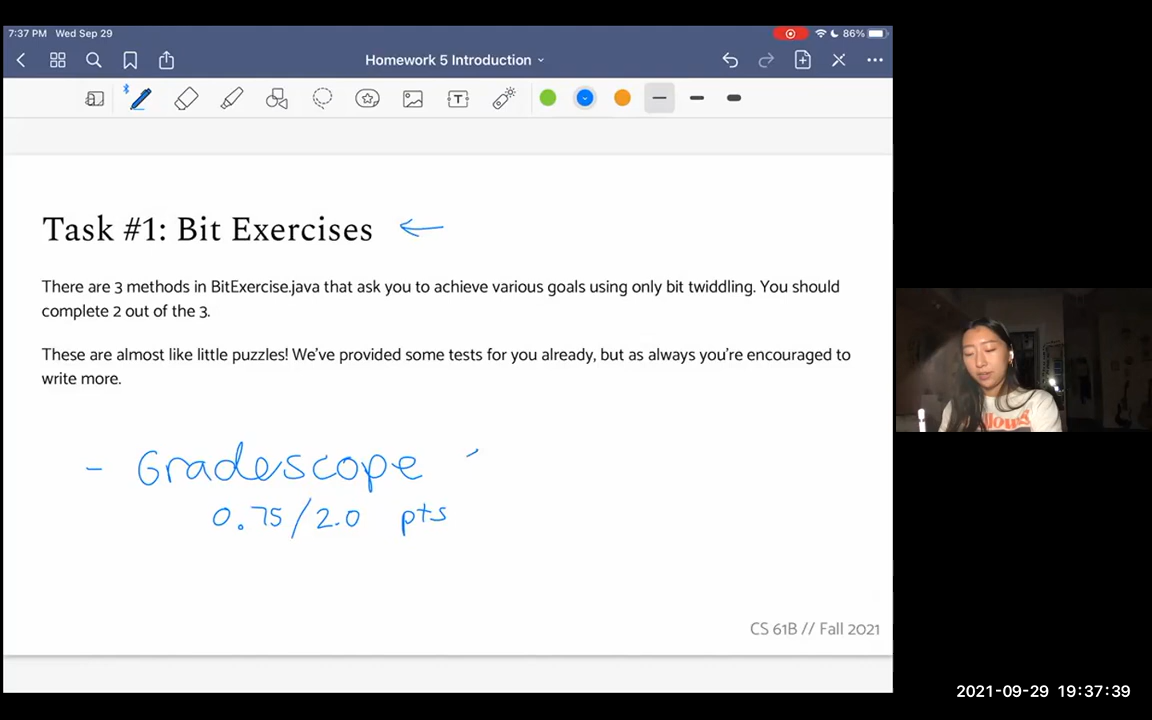 7:37 PM Wed Sep 29
86%
Homework 5 Introduction
Task #1: Bit Exercises
There are 3 methods in BitExercise.java that ask you to achieve various goals using only bit twiddling. You should
complete 2 out of the 3.
These are almost like little puzzles! We've provided some tests for you already, but as always you're encouraged to
write more.
- Gradescope
0.75/2.0 pts
CS 61B // Fall 2021
2021-09-29 19:37:39